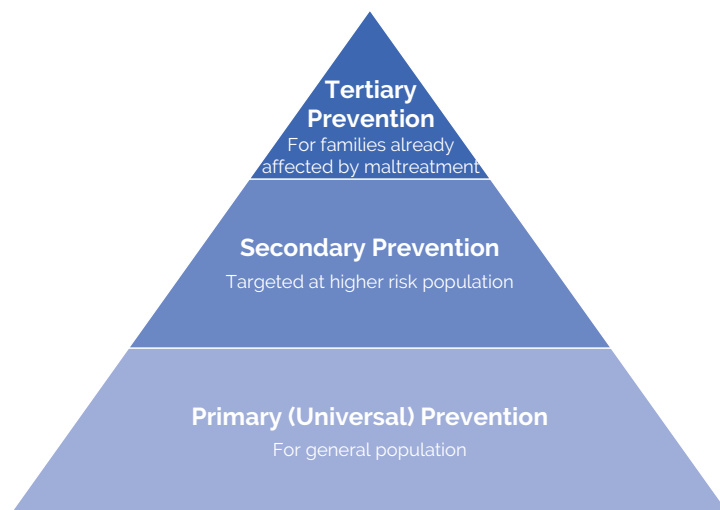 Tertiary
Prevention
For families already
affected by maltreatment
Secondary Prevention
Targeted at higher risk population
Primary (Universal) Prevention
For general population